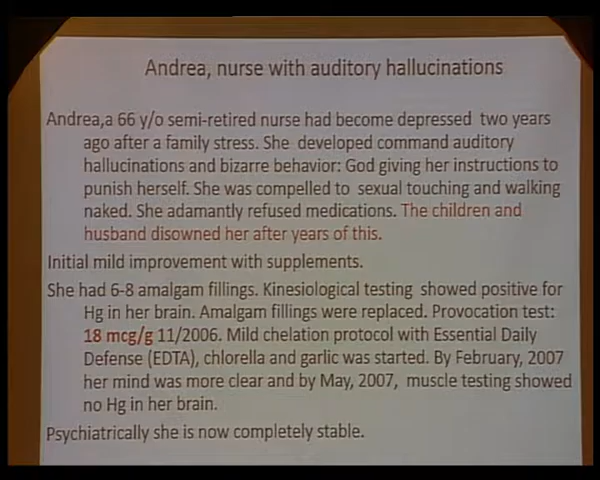 Andrea, nurse with auditory hallucinations
Andrea,a 66 y/o semi-retired nurse had become depressed two years
ago after a family stress. She developed command auditory
hallucinations and bizarre behavior: God giving her instructions to
punish herself. She was compelled to sexual touching and walking
naked. She adamantly refused medications. The children and
husband disowned her after years of this.
Initial mild improvement with supplements.
She had 6-8 amalgam fillings. Kinesiological testing showed positive for
Hg in her brain. Amalgam fillings were replaced. Provocation test:
18 mcg/g 11/2006. Mild chelation protocol with Essential Daily
Defense (EDTA), chlorella and garlic was started. By February, 2007
her mind was more clear and by May, 2007, muscle testing showed
no Hg in her brain.
Psychiatrically she is now completely stable.